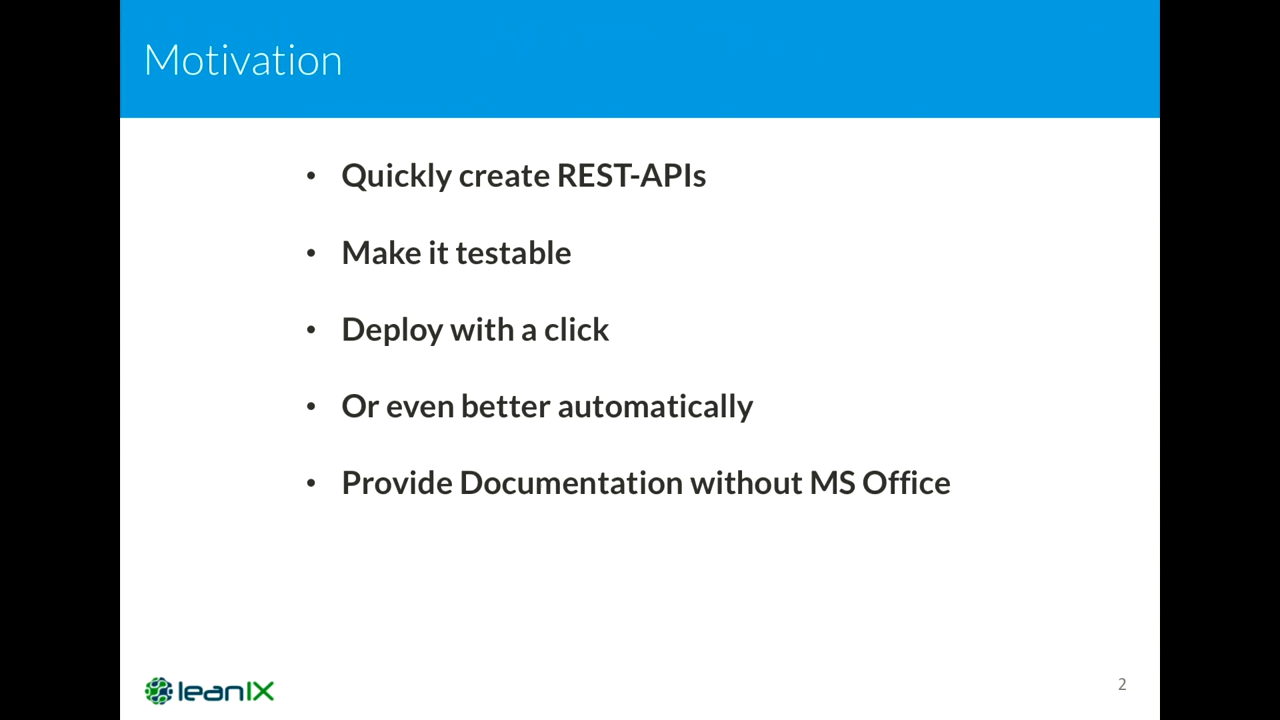 Motivation
• Quickly create REST-APIs
• Make it testable
• Deploy with a click
• Or even better automatically
• Provide Documentation without MS Office
leanIX
2